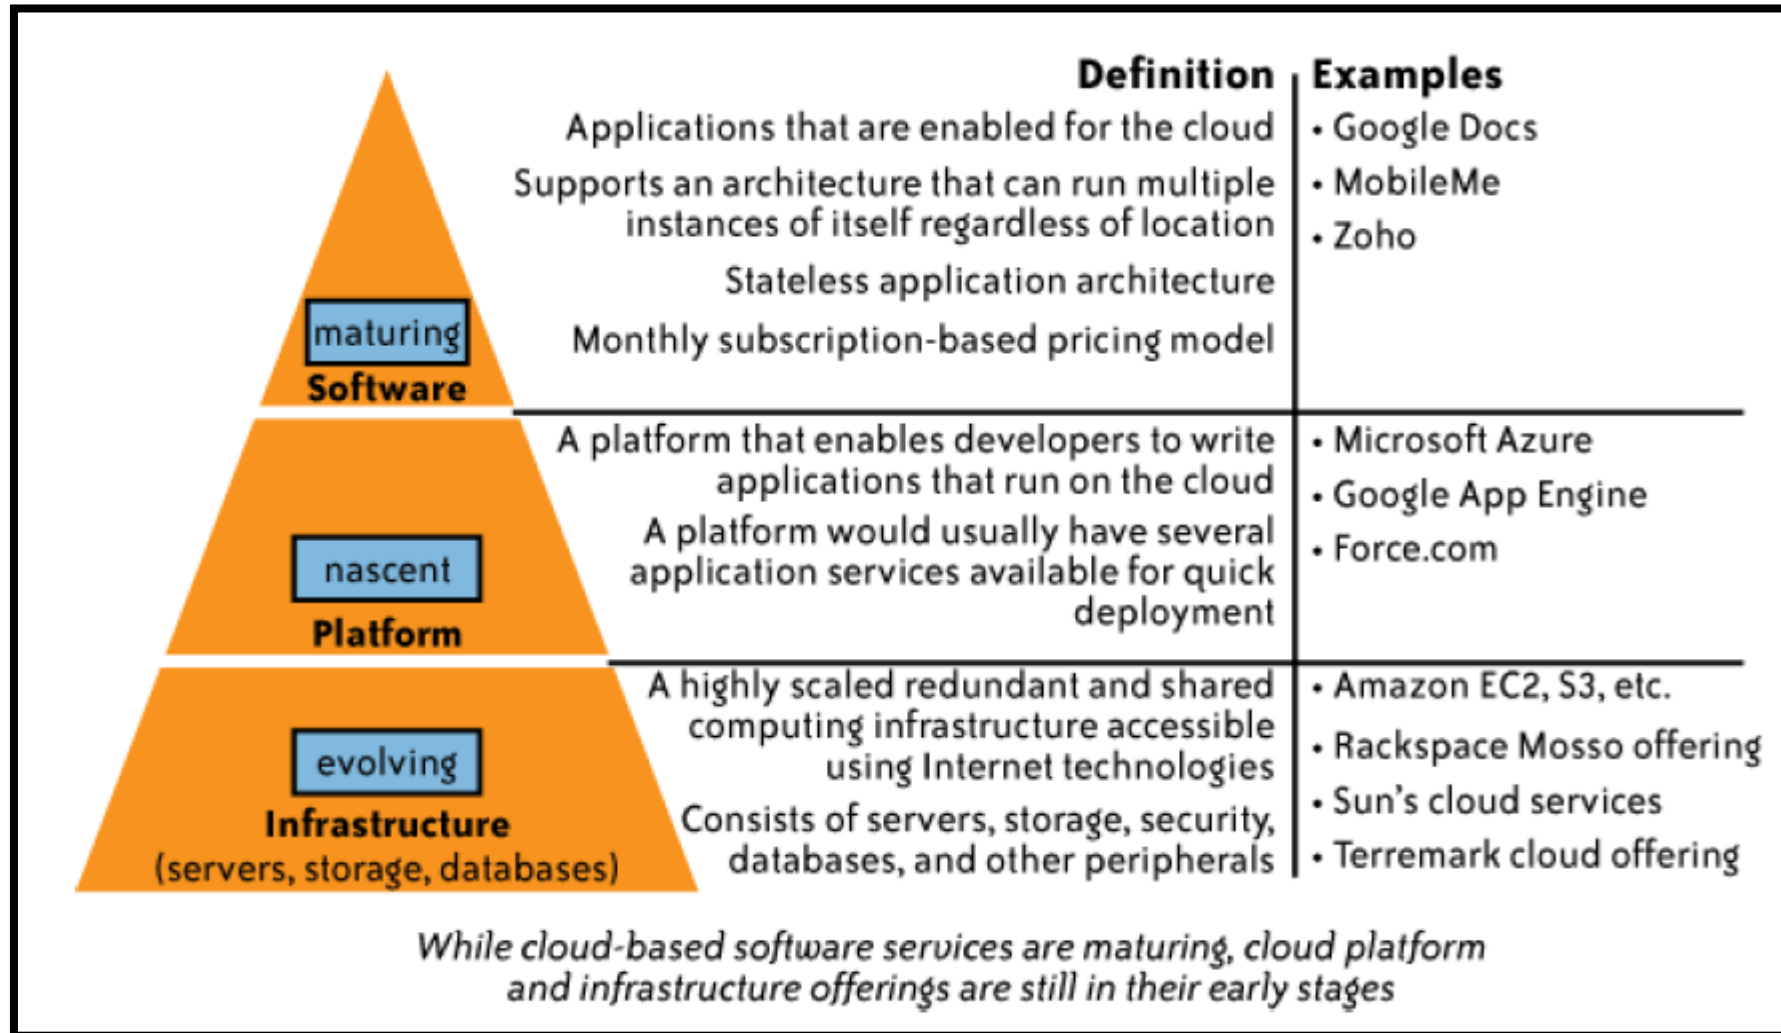 Definition
Examples
Applications that are enabled for the cloud
Supports an architecture that can run multiple
instances of itself regardless of location
Stateless application architecture
Monthly subscription-based pricing model
• Google Docs
• MobileMe
• Zoho
maturing
Software
A platform that enables developers to write
applications that run on the cloud
A platform would usually have several
application services available for quick
deployment
• Microsoft Azure
• Google App Engine
• Force.com
nascent
Platform
A highly scaled redundant and shared
computing infrastructure accessible
using Internet technologies
Consists of servers, storage, security,
databases, and other peripherals
• Amazon EC2, S3, etc.
• Rackspace Mosso offering
• Sun's cloud services
• Terremark cloud offering
evolving
Infrastructure
(servers, storage, databases)
While cloud-based software services are maturing, cloud platform
and infrastructure offerings are still in their early stages